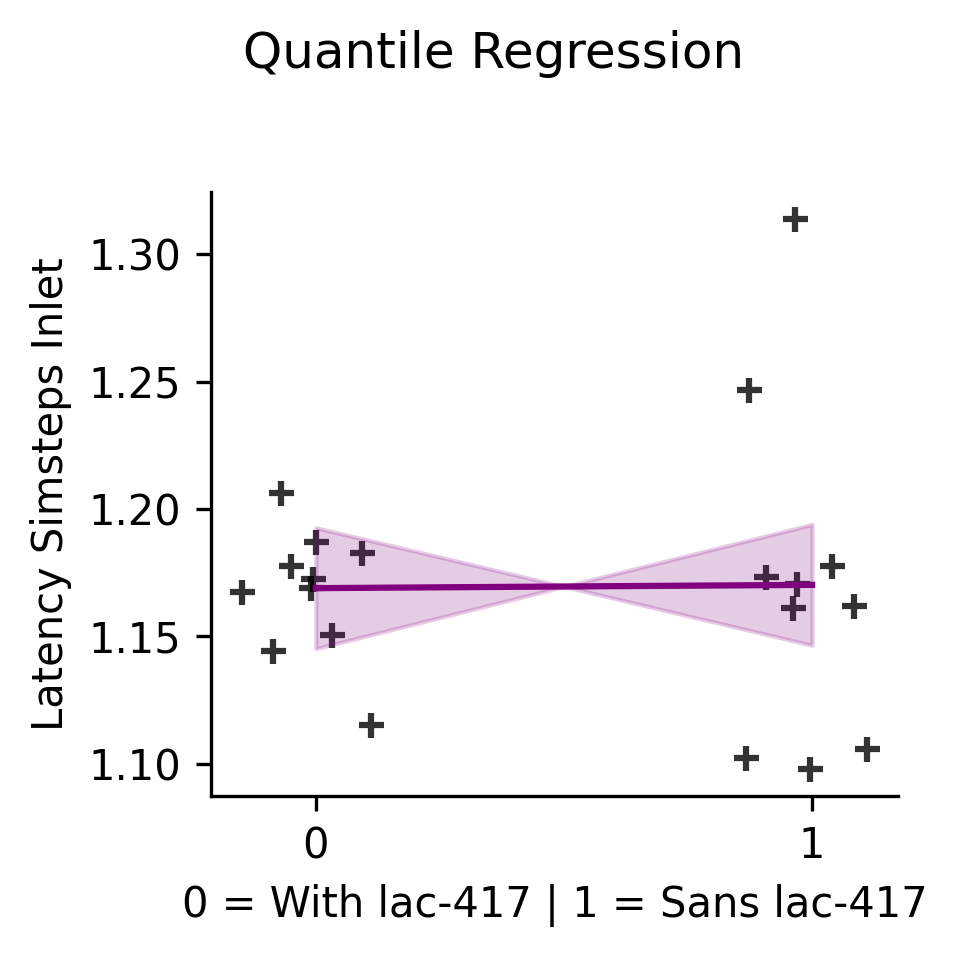 Quantile Regression
Latency Simsteps Inlet
1.30
1.25
1.20
1.15
1.10
0
1
0 = With lac-417 | 1 = Sans lac-417